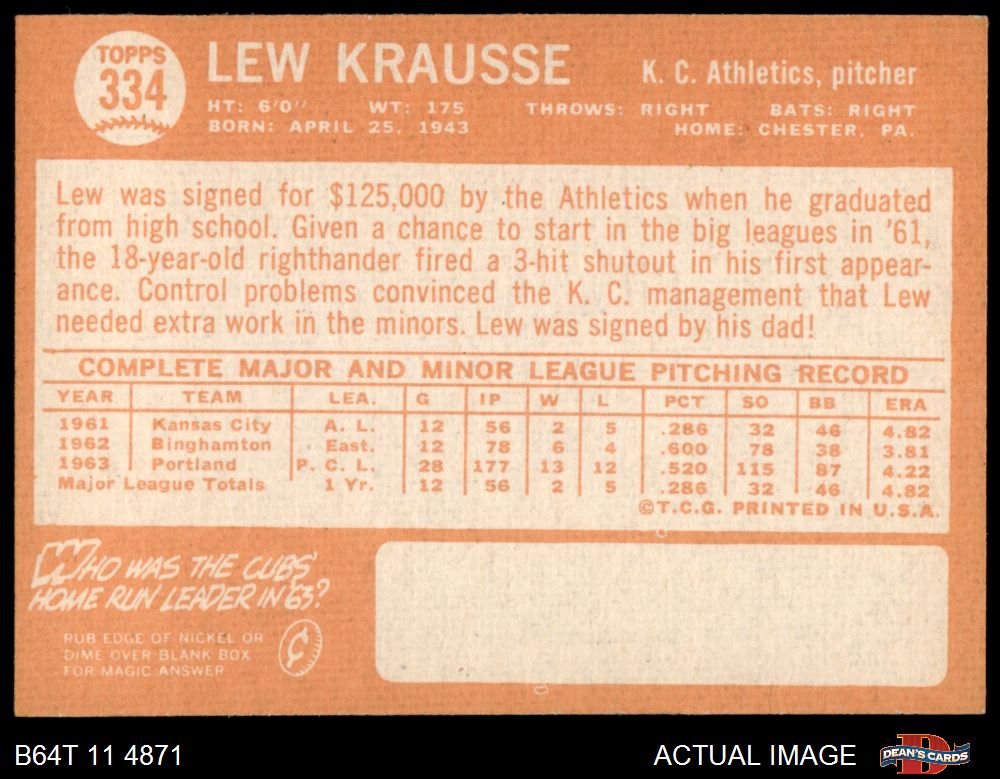 TOPPS
334
LEW KRAUSSE
K. C. Athletics, pitcher
HT: 6'0" WT: 175 THROWS: RIGHT BATS: RIGHT
BORN: APRIL 25, 1943 HOME: CHESTER, PA.
Lew was signed for $125,000 by the Athletics when he graduated
from high school. Given a chance to start in the big leagues in '61,
the 18-year-old righthander fired a 3-hit shutout in his first appear-
ance. Control problems convinced the K. C. management that Lew
needed extra work in the minors. Lew was signed by his dad!
COMPLETE MAJOR AND MINOR LEAGUE PITCHING RECORD
YEAR TEAM LEA. G IP W L PCT SO BB ERA
1961 Kansas City A. L. 12 56 2 5 .286 32 46 4.82
1962 Binghamton East. 12 78 6 4 .600 78 38 3.81
1963 Portland P. C. L. 28 177 13 12 .520 115 87 4.22
Major League Totals 1 Yr. 12 56 2 5 .286 32 46 4.82
©T.C.G. PRINTED IN U.S.A.
WHO WAS THE CUBS'
HOME RUN LEADER IN 63?
RUB EDGE OF NICKEL OR
DIME OVER BLANK BOX
FOR MAGIC ANSWER
¢
B64T 11 4871
ACTUAL IMAGE
D
DEAN'S CARDS